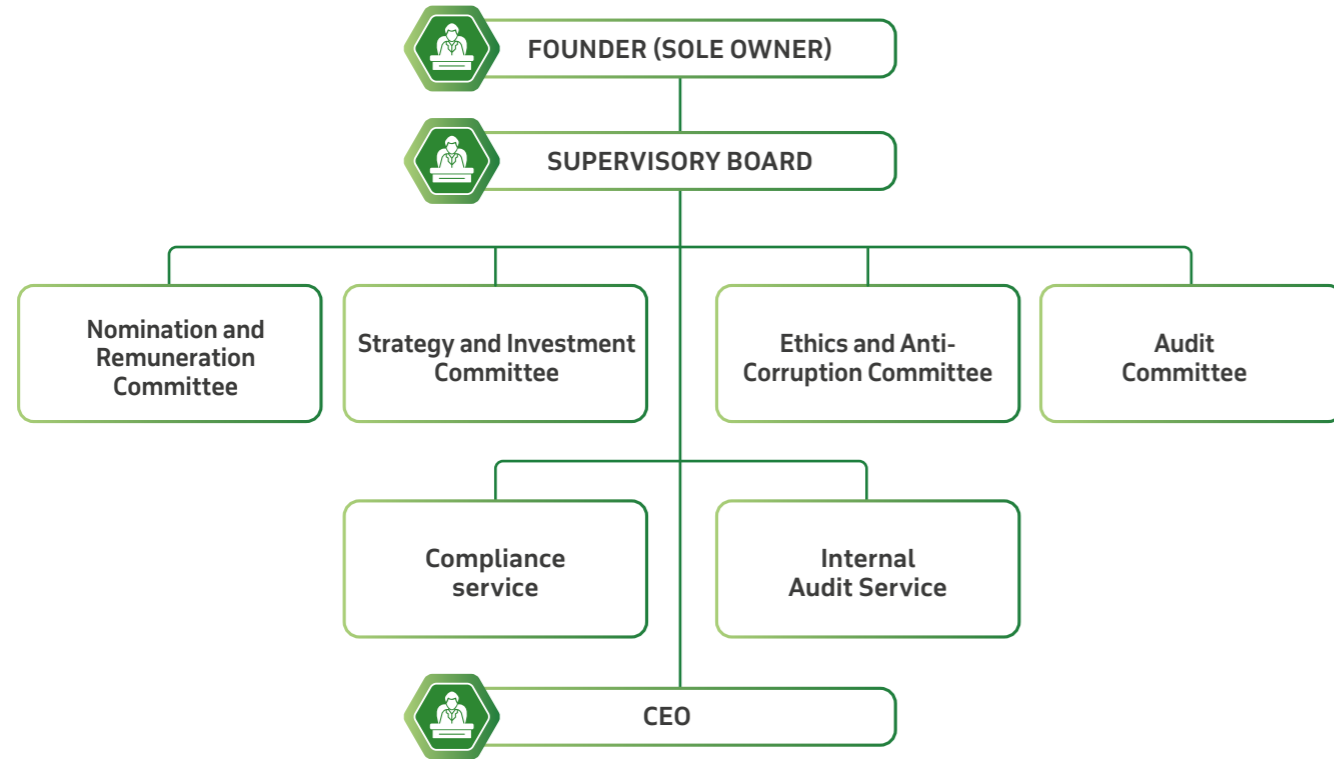 FOUNDER (SOLE OWNER)
SUPERVISORY BOARD
Nomination and
Remuneration
Committee
Strategy and Investment
Committee
Ethics and Anti-
Corruption Committee
Audit
Committee
Compliance
service
Internal
Audit Service
CEO